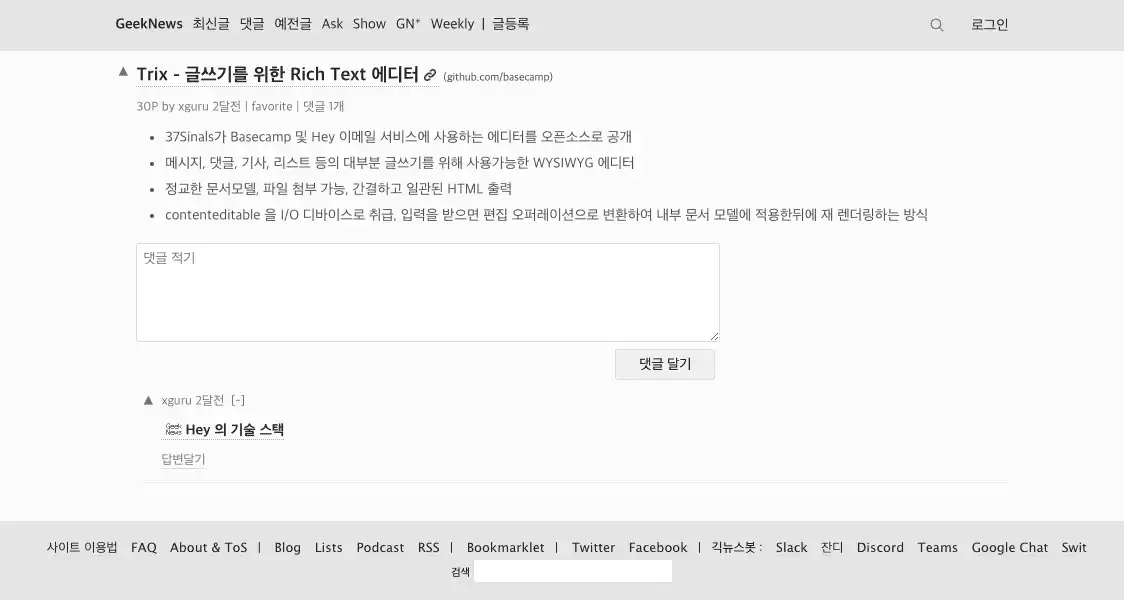 GeekNews 최신글 댓글 예전글 Ask Show GN⁺ Weekly | 글등록 로그인
▲ Trix - 글쓰기를 위한 Rich Text 에디터 (github.com/basecamp)
30P by xguru 2달전 | favorite | 댓글 1개
• 37Sinals가 Basecamp 및 Hey 이메일 서비스에 사용하는 에디터를 오픈소스로 공개
• 메시지, 댓글, 기사, 리스트 등의 대부분 글쓰기를 위해 사용가능한 WYSIWYG 에디터
• 정교한 문서모델, 파일 첨부 가능, 간결하고 일관된 HTML 출력
• contenteditable 을 I/O 디바이스로 취급, 입력을 받으면 편집 오퍼레이션으로 변환하여 내부 문서 모델에 적용한뒤에 재 렌더링하는 방식
댓글 적기
댓글 달기
▲ xguru 2달전 [-]
Geek News Hey 의 기술 스택
답변달기
사이트 이용법 FAQ About & ToS | Blog Lists Podcast RSS | Bookmarklet | Twitter Facebook | 긱뉴스봇 : Slack 잔디 Discord Teams Google Chat Swit
검색